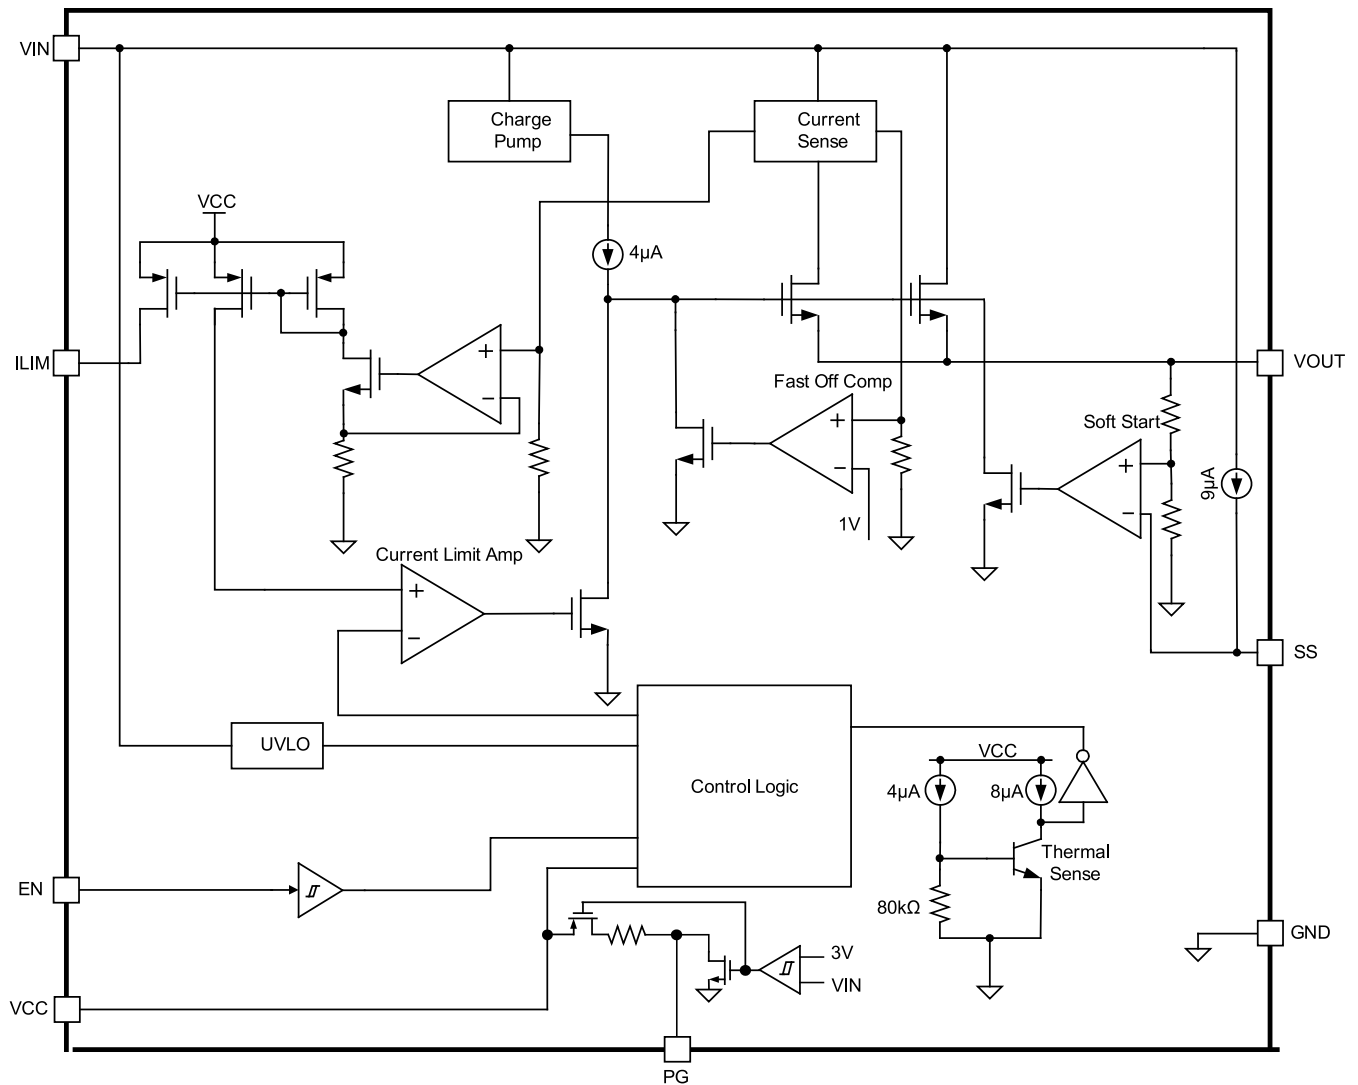 VIN
Charge
Pump
Current
Sense
VCC
4µA
ILIM
+
−
Fast Off Comp
+
−
1V
VOUT
Soft Start
+
−
9µA
Current Limit Amp
+
−
SS
UVLO
Control Logic
VCC
4µA
8µA
Thermal
Sense
80kΩ
EN
GND
3V
VIN
VCC
PG